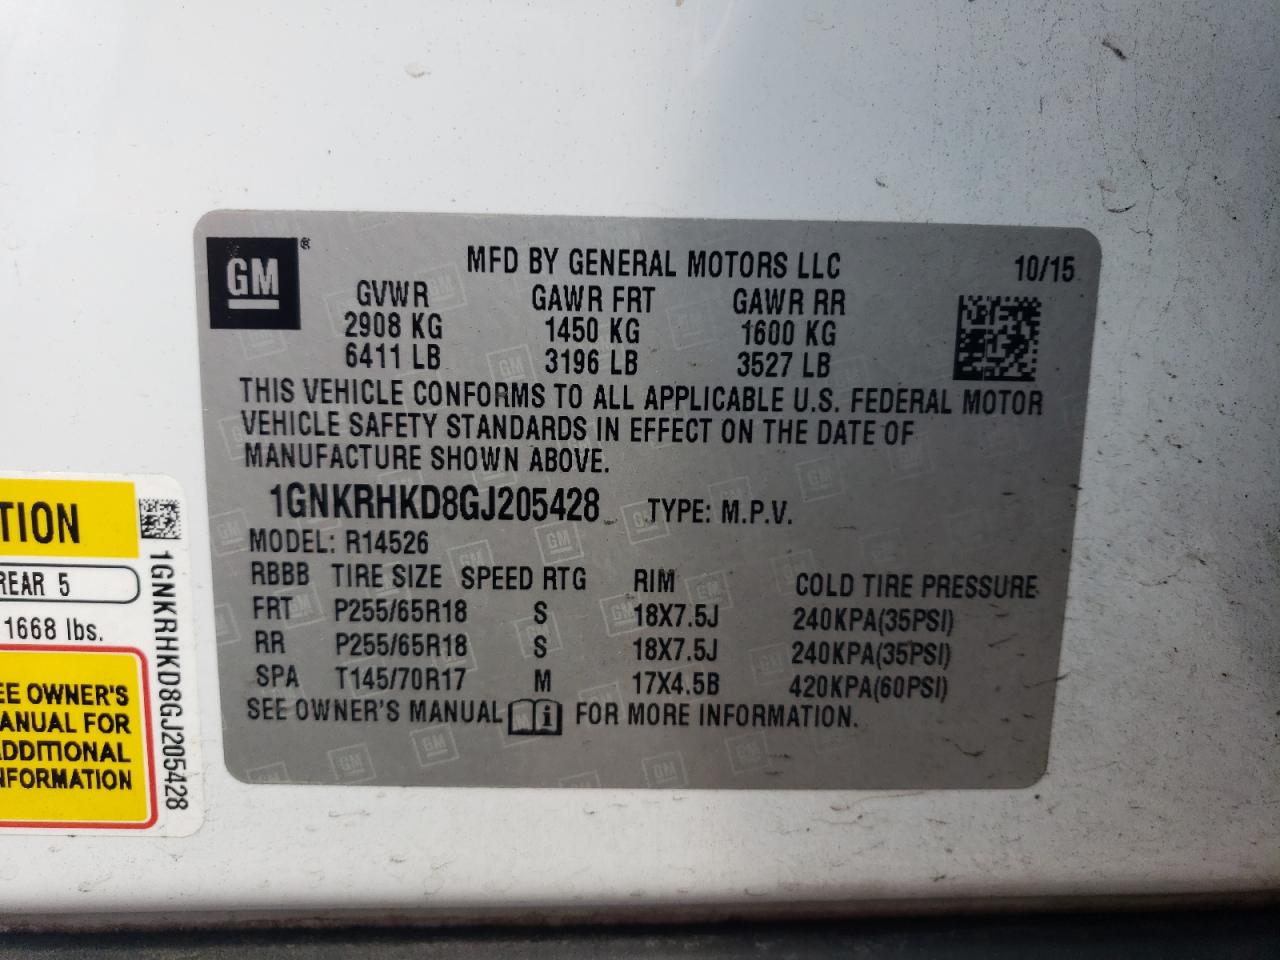 GM®
MFD BY GENERAL MOTORS LLC 10/15
GVWR GAWR FRT GAWR RR
2908 KG 1450 KG 1600 KG
6411 LB 3196 LB 3527 LB
THIS VEHICLE CONFORMS TO ALL APPLICABLE U.S. FEDERAL MOTOR
VEHICLE SAFETY STANDARDS IN EFFECT ON THE DATE OF
MANUFACTURE SHOWN ABOVE.
1GNKRHKD8GJ205428 TYPE: M.P.V.
MODEL: R14526
RBBB TIRE SIZE SPEED RTG RIM COLD TIRE PRESSURE
FRT P255/65R18 S 18X7.5J 240KPA(35PSI)
RR P255/65R18 S 18X7.5J 240KPA(35PSI)
SPA T145/70R17 M 17X4.5B 420KPA(60PSI)
SEE OWNER'S MANUAL i FOR MORE INFORMATION.
TION
REAR 5
1668 lbs.
EE OWNER'S
ANUAL FOR
DDITIONAL
NFORMATION
1GNKRHKD8GJ205428